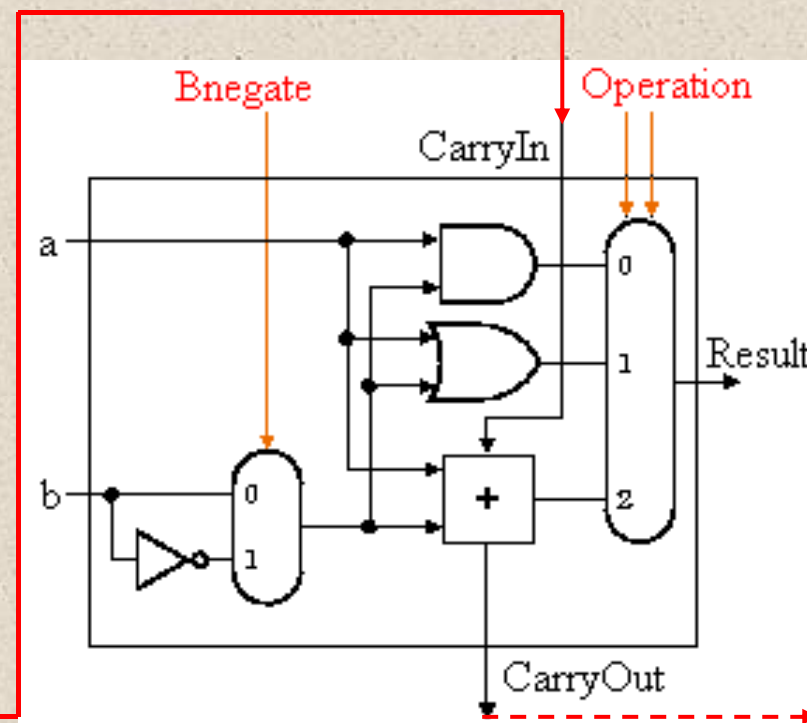 Bnegate
Operation
CarryIn
a
0
1
Result
b
0
1
+
2
CarryOut